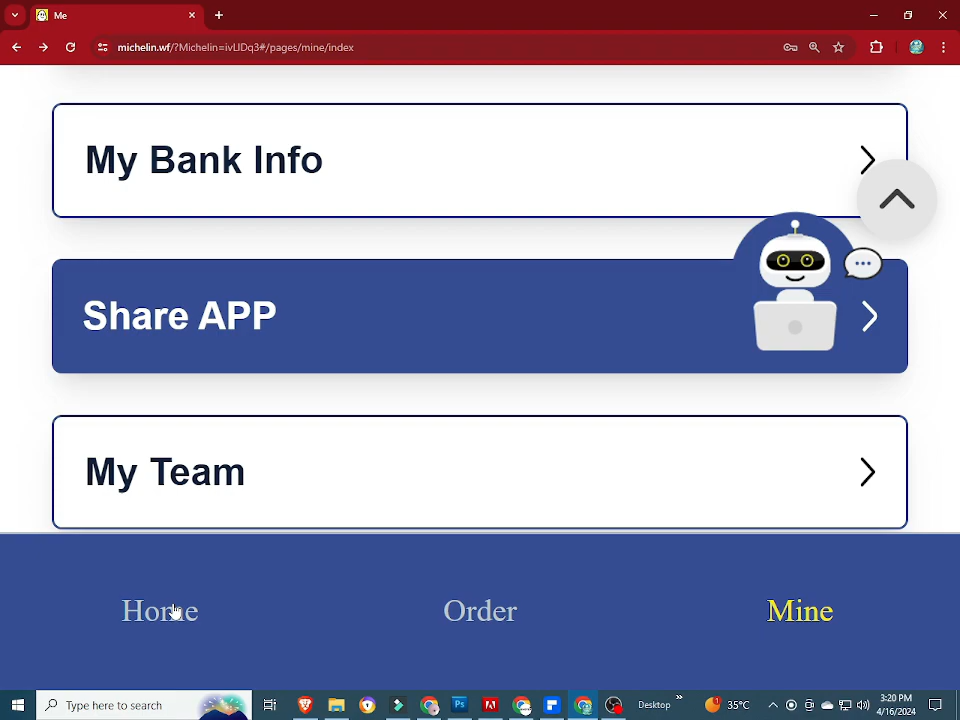 Me
michelin.wf/?Michelin=ivLIDq3#/pages/mine/index
My Bank Info
Share APP
My Team
Home
Order
Mine
Type here to search
Ps
Desktop
35°C
3:20 PM
4/16/2024